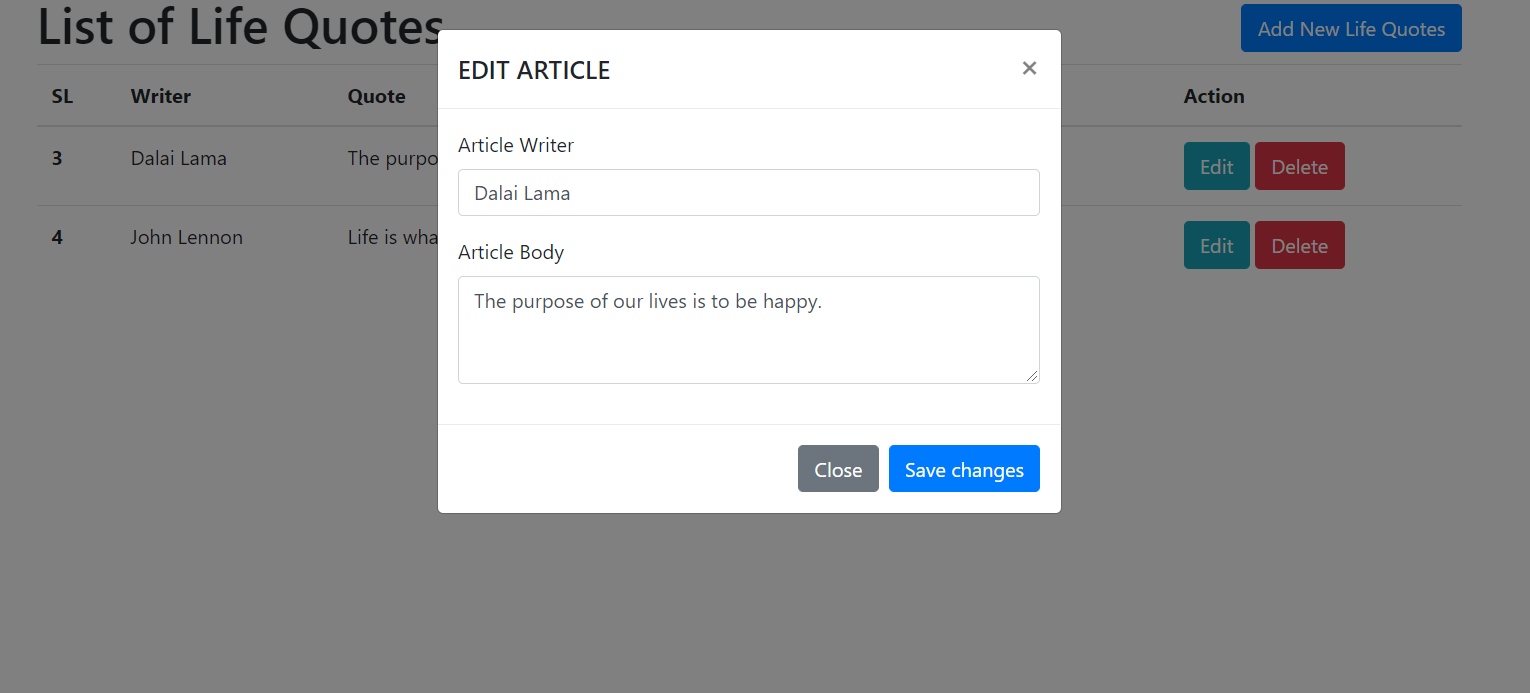 List of Life Quotes
Add New Life Quotes
SL Writer Quote Action
3 Dalai Lama The purpo Edit Delete
4 John Lennon Life is wha Edit Delete
EDIT ARTICLE ×
Article Writer
Dalai Lama
Article Body
The purpose of our lives is to be happy.
Close Save changes